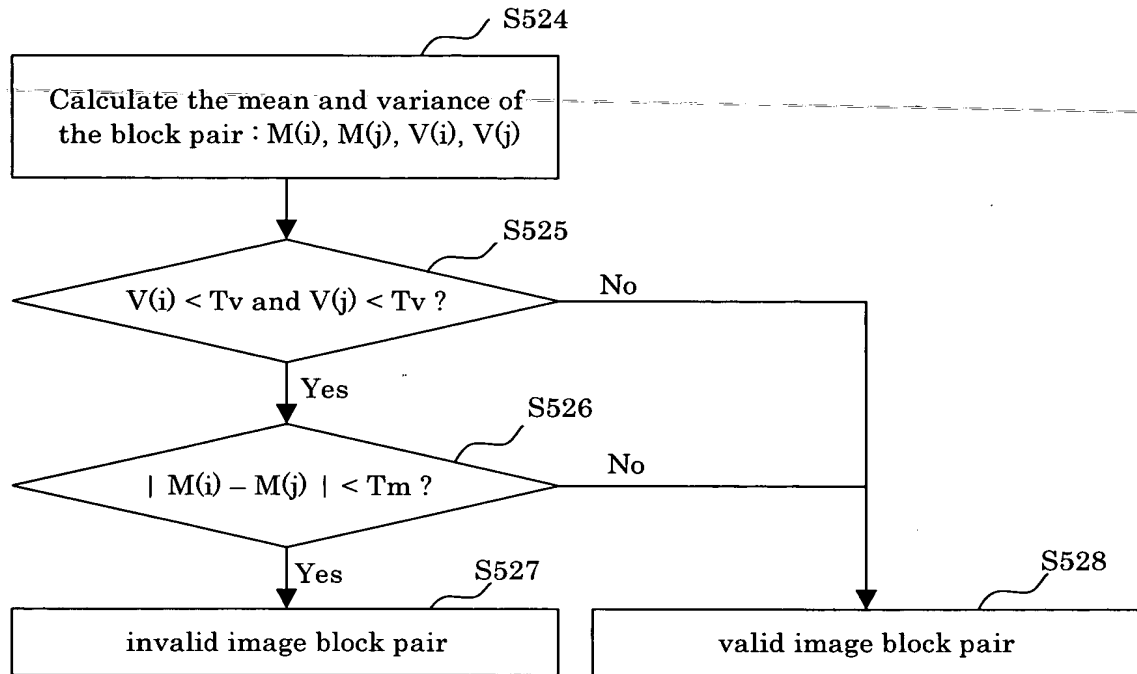 S524
Calculate the mean and variance of
the block pair : M(i), M(j), V(i), V(j)
S525
V(i) < Tv and V(j) < Tv ?
No
Yes
S526
| M(i) – M(j) | < Tm ?
No
Yes
S527
invalid image block pair
S528
valid image block pair